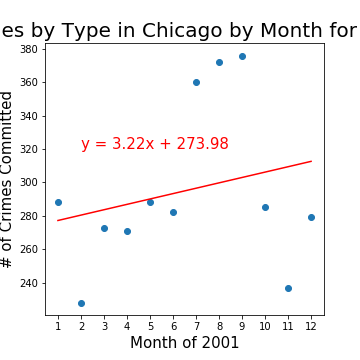 es by Type in Chicago by Month for
380
360
340
320
300
280
260
240
# of Crimes Committed
y = 3.22x + 273.98
1 2 3 4 5 6 7 8 9 10 11 12
Month of 2001